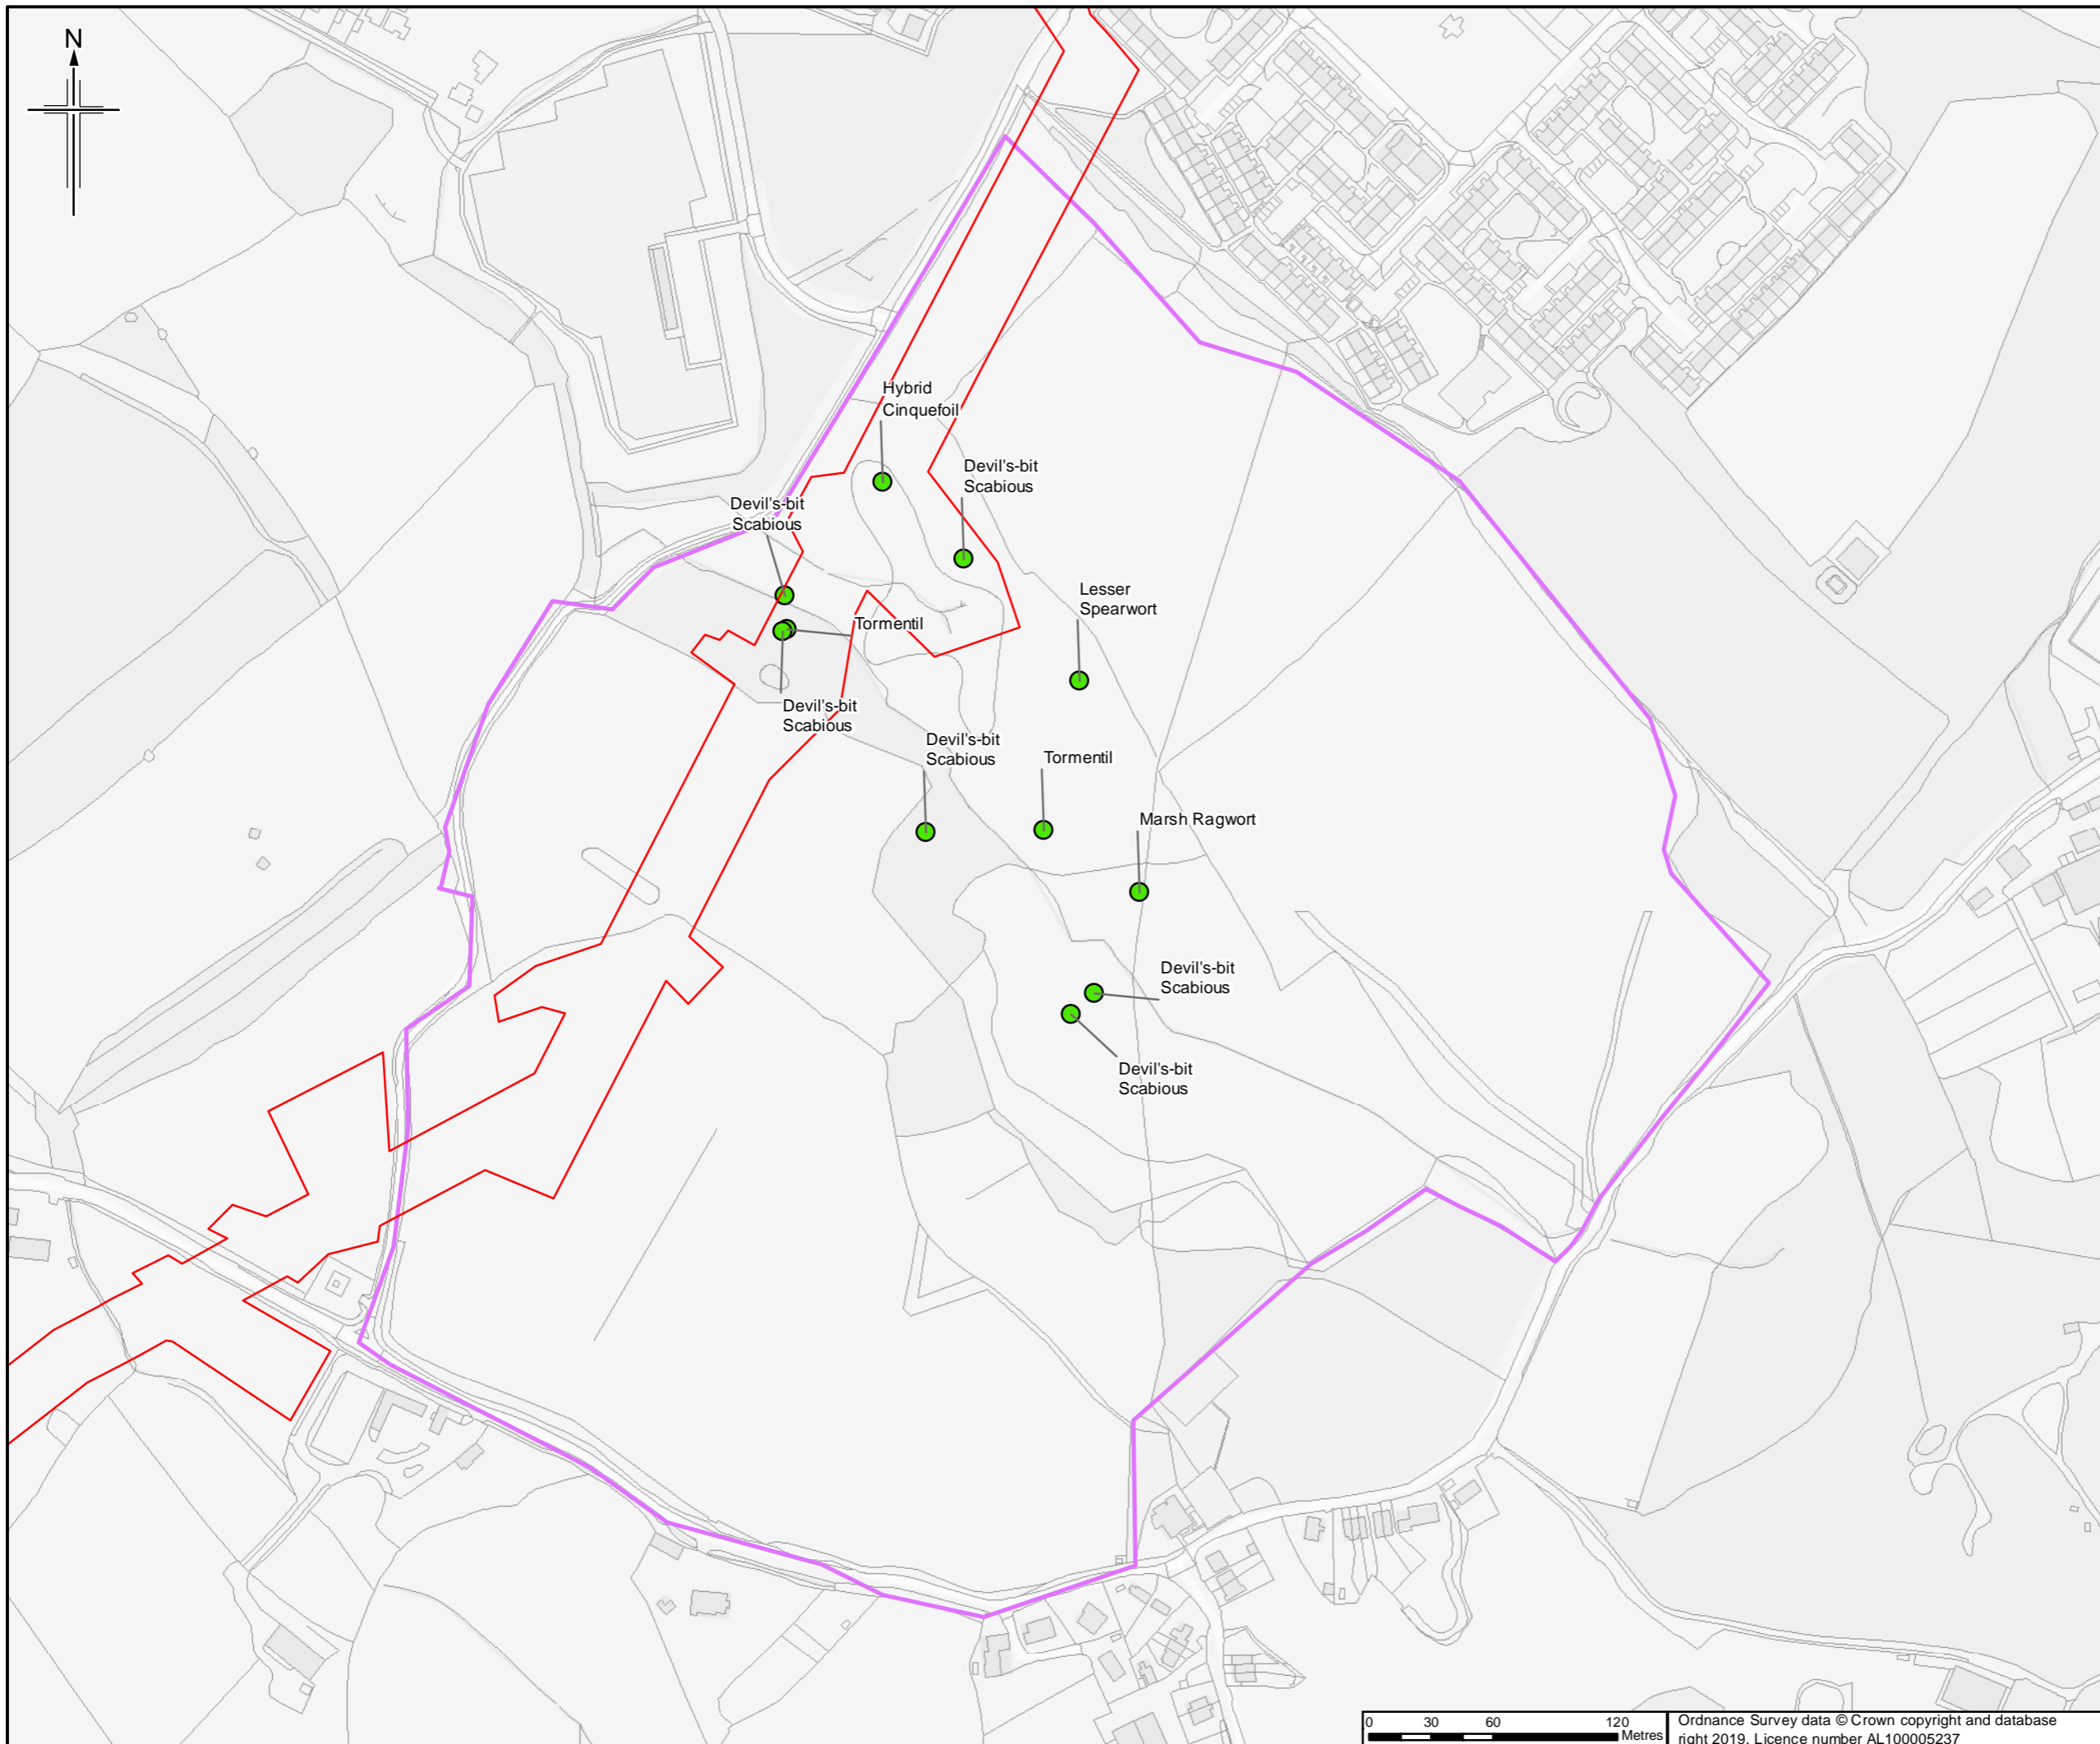 N
Hybrid
Cinquefoil
Devil's-bit
Scabious
Devil's-bit
Scabious
Lesser
Spearwort
Tormentil
Devil's-bit
Scabious
Devil's-bit
Scabious
Tormentil
Marsh Ragwort
Devil's-bit
Scabious
Devil's-bit
Scabious
0 30 60 120
Metres
Ordnance Survey data © Crown copyright and database
right 2019. Licence number AL100005237